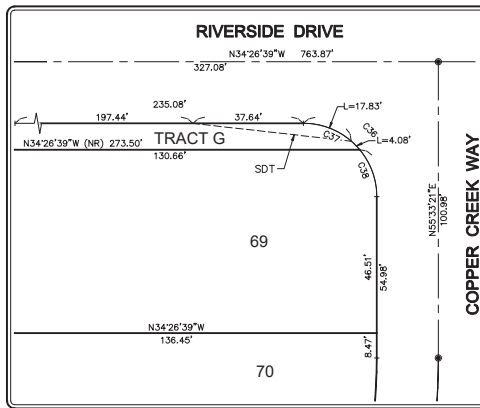 RIVERSIDE DRIVE
N34°26'39"W 763.87'
327.08'
235.08'
197.44'
37.64'
L=17.83'
C36
C37
L=4.08'
N34°26'39"W (NR) 273.50'
TRACT G
130.66'
SDT
C38
N55°33'21"E
100.98'
COPPER CREEK WAY
69
46.51'
54.98'
N34°26'39"W
136.45'
8.47'
70